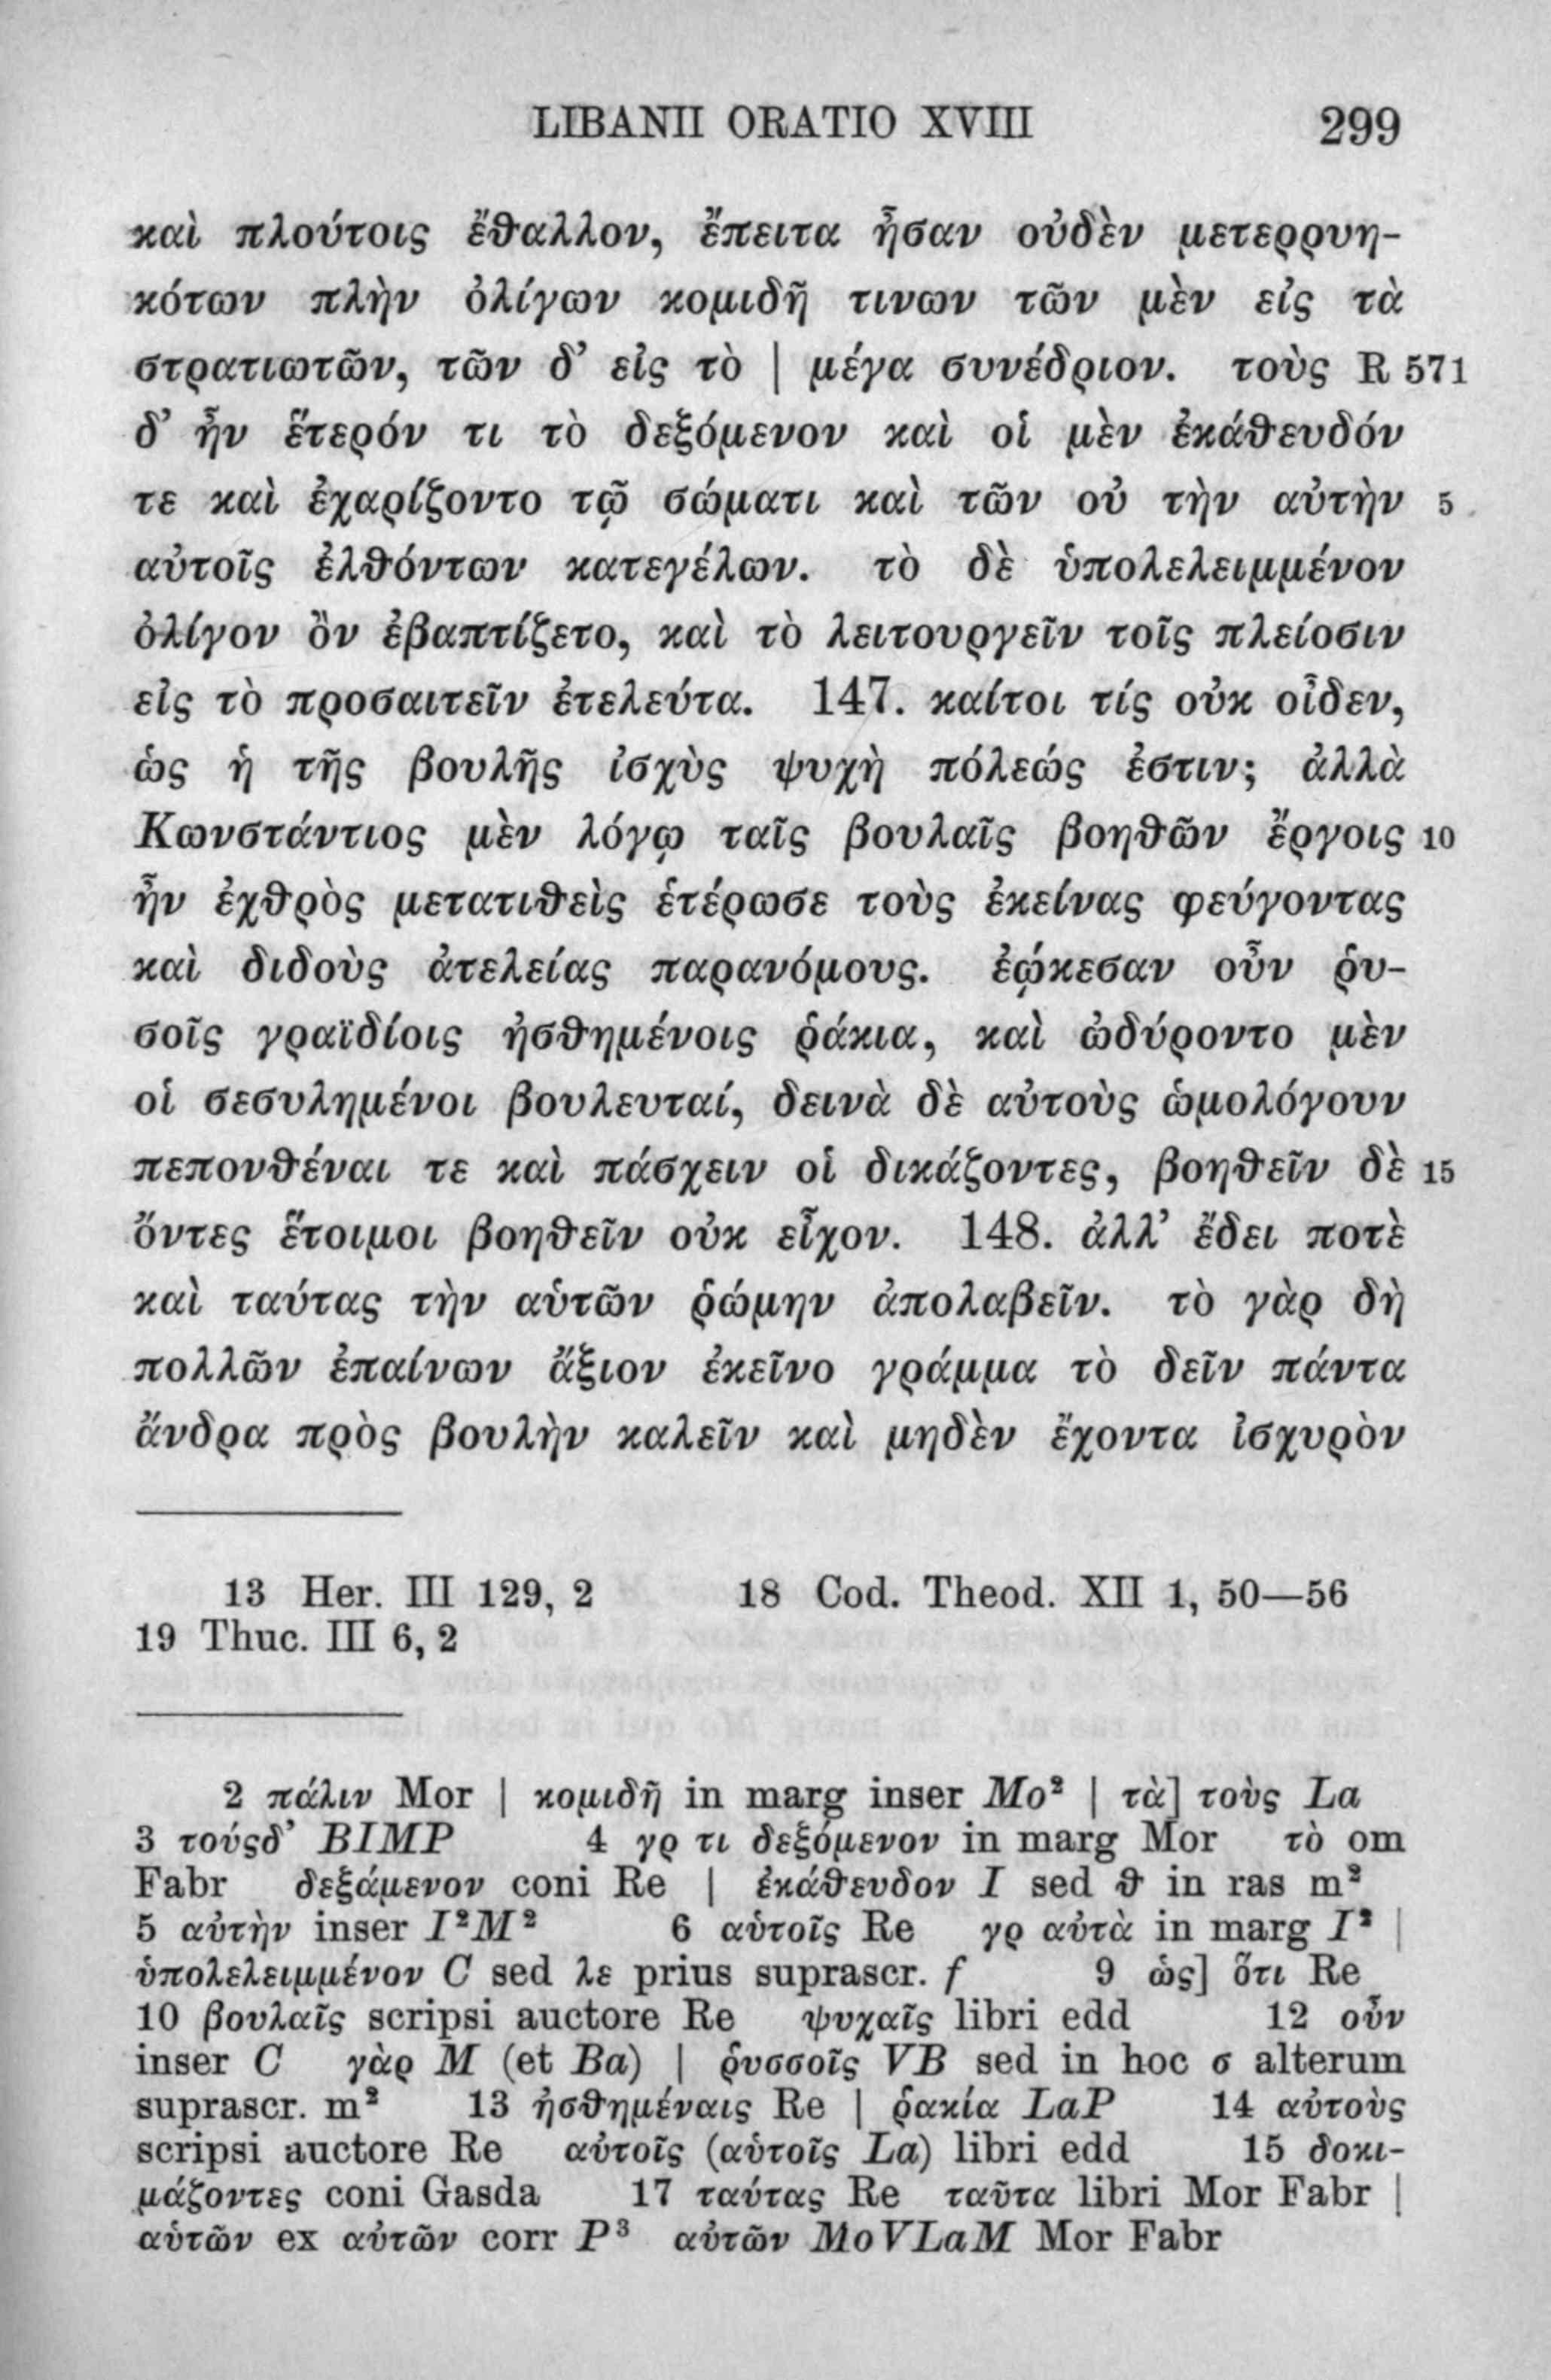 LIBANII ORATIO XVIII 299
καὶ πλούτοις ἔθαλλον, ἔπειτα ἦσαν οὐδὲν μετερρυη-
κότων πλὴν ὀλίγων κομιδῇ τινων τῶν μὲν εἰς τὰ
στρατιωτῶν, τῶν δ’ εἰς τὸ | μέγα συνέδριον. τοὺς R 571
δ’ ἦν ἕτερόν τι τὸ δεξόμενον καὶ οἱ μὲν ἐκάθευδόν
τε καὶ ἐχαρίζοντο τῷ σώματι καὶ τῶν οὐ τὴν αὐτὴν 5
αὐτοῖς ἐλθόντων κατεγέλων. τὸ δὲ ὑπολελειμμένον
ὀλίγον ὂν ἐβαπτίζετο, καὶ τὸ λειτουργεῖν τοῖς πλείοσιν
εἰς τὸ προσαιτεῖν ἐτελεύτα. 147. καίτοι τίς οὐκ οἶδεν,
ὡς ἡ τῆς βουλῆς ἰσχὺς ψυχὴ πόλεώς ἐστιν; ἀλλὰ
Κωνστάντιος μὲν λόγῳ ταῖς βουλαῖς βοηθῶν ἔργοις 10
ἦν ἐχθρὸς μετατιθεὶς ἑτέρωσε τοὺς ἐκείνας φεύγοντας
καὶ διδοὺς ἀτελείας παρανόμους. ἐῴκεσαν οὖν ῥυ-
σοῖς γραϊδίοις ἠσθημένοις ῥάκια, καὶ ὠδύροντο μὲν
οἱ σεσυλημένοι βουλευταί, δεινὰ δὲ αὐτοὺς ὡμολόγουν
πεπονθέναι τε καὶ πάσχειν οἱ δικάζοντες, βοηθεῖν δὲ 15
ὄντες ἕτοιμοι βοηθεῖν οὐκ εἶχον. 148. ἀλλ’ ἔδει ποτὲ
καὶ ταύτας τὴν αὑτῶν ῥώμην ἀπολαβεῖν. τὸ γὰρ δὴ
πολλῶν ἐπαίνων ἄξιον ἐκεῖνο γράμμα τὸ δεῖν πάντα
ἄνδρα πρὸς βουλὴν καλεῖν καὶ μηδὲν ἔχοντα ἰσχυρὸν
13 Her. III 129, 2 18 Cod. Theod. XII 1, 50—56
19 Thuc. III 6, 2
2 πάλιν Mor | κομιδῇ in marg inser Mo² | τὰ] τοὺς La
3 τούςδ’ BIMP 4 γρ τι δεξόμενον in marg Mor τὸ om
Fabr δεξάμενον coni Re | ἐκάθευδον I sed θ in ras m²
5 αὐτὴν inser I²M² 6 αὑτοῖς Re γρ αὐτὰ in marg I² |
ὑπολελειμμένον C sed λε prius suprascr. f 9 ὡς] ὅτι Re
10 βουλαῖς scripsi auctore Re ψυχαῖς libri edd 12 οὖν
inser C γὰρ M (et Ba) | ῥυσσοῖς VB sed in hoc σ alterum
suprascr. m² 13 ἠσθημέναις Re | ῥακία LaP 14 αὐτοὺς
scripsi auctore Re αὐτοῖς (αὑτοῖς La) libri edd 15 δοκι-
μάζοντες coni Gasda 17 ταύτας Re ταῦτα libri Mor Fabr |
αὑτῶν ex αὐτῶν corr P³ αὐτῶν MoVLaM Mor Fabr